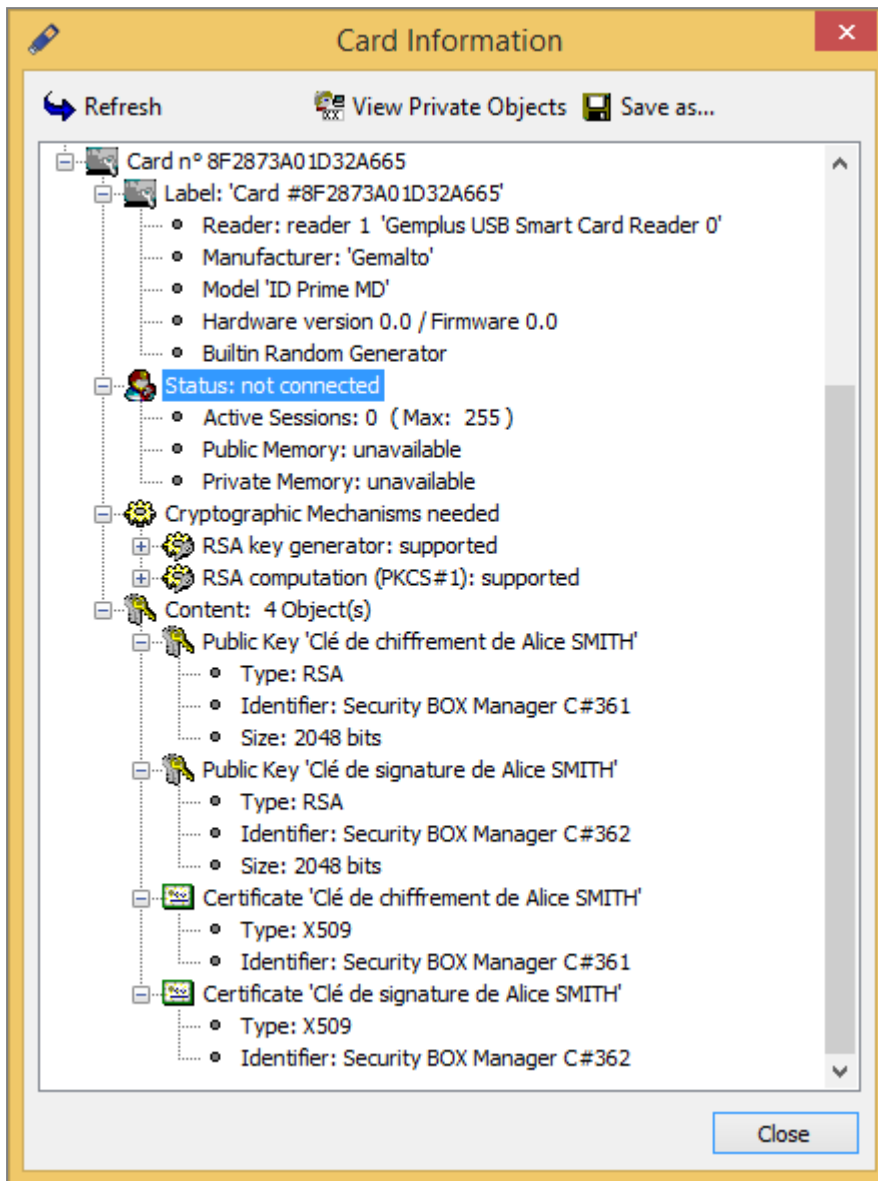 Card Information
Refresh View Private Objects Save as...
Card n° 8F2873A01D32A665
Label: 'Card #8F2873A01D32A665'
Reader: reader 1 'Gemplus USB Smart Card Reader 0'
Manufacturer: 'Gemalto'
Model 'ID Prime MD'
Hardware version 0.0 / Firmware 0.0
Builtin Random Generator
Status: not connected
Active Sessions: 0 ( Max: 255 )
Public Memory: unavailable
Private Memory: unavailable
Cryptographic Mechanisms needed
RSA key generator: supported
RSA computation (PKCS#1): supported
Content: 4 Object(s)
Public Key 'Clé de chiffrement de Alice SMITH'
Type: RSA
Identifier: Security BOX Manager C#361
Size: 2048 bits
Public Key 'Clé de signature de Alice SMITH'
Type: RSA
Identifier: Security BOX Manager C#362
Size: 2048 bits
Certificate 'Clé de chiffrement de Alice SMITH'
Type: X509
Identifier: Security BOX Manager C#361
Certificate 'Clé de signature de Alice SMITH'
Type: X509
Identifier: Security BOX Manager C#362
Close